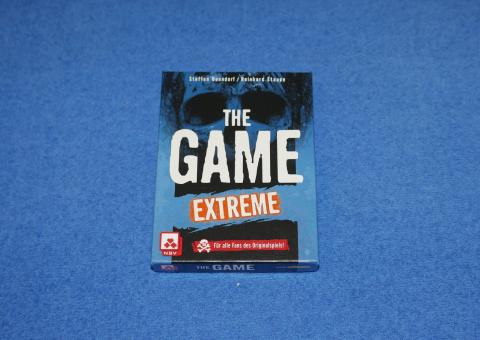 Steffen Benndorf / Reinhard Staupe
THE
GAME
EXTREME
NSV
Für alle Fans des Originalspiels!
THE GAME